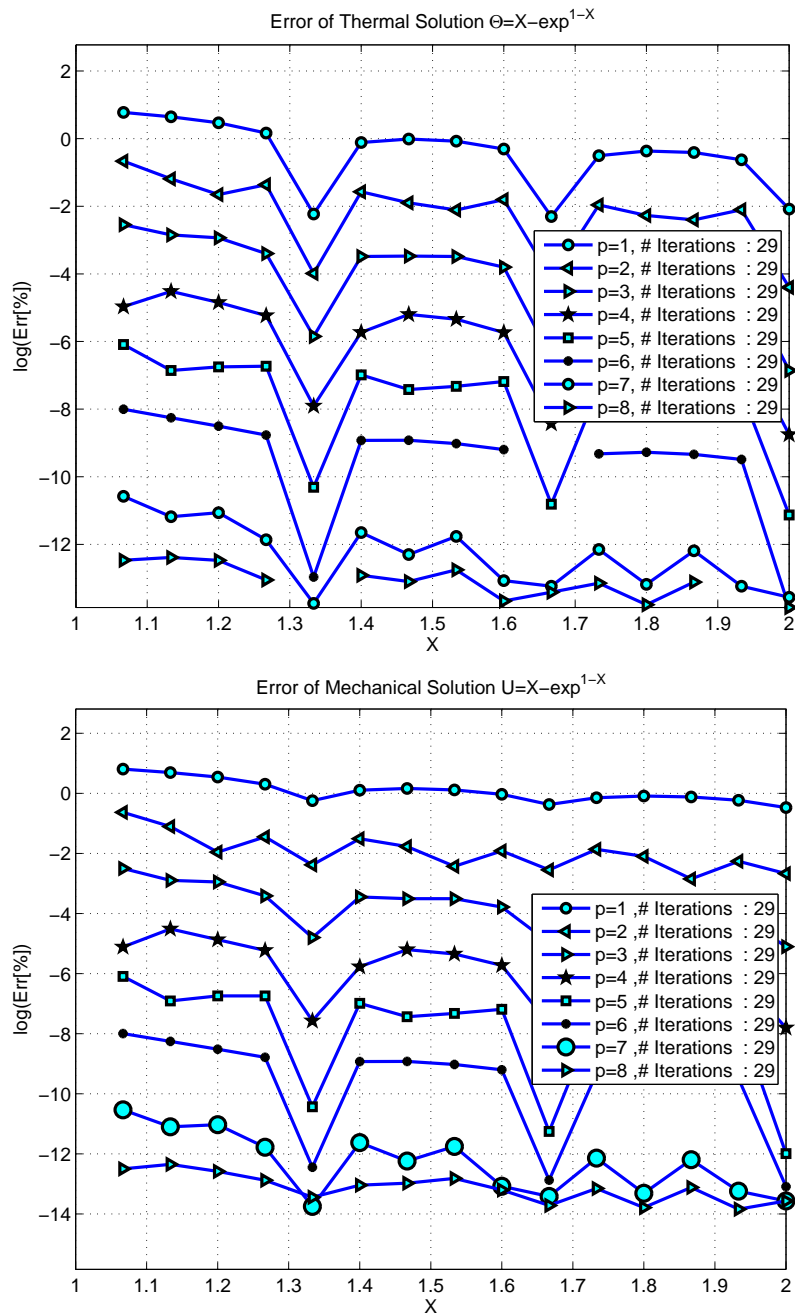 Error of Thermal Solution Θ=X−exp^{1−X}
2
0
−2
−4
−6
−8
−10
−12
log(Err[%])
p=1, # Iterations : 29
p=2, # Iterations : 29
p=3, # Iterations : 29
p=4, # Iterations : 29
p=5, # Iterations : 29
p=6, # Iterations : 29
p=7, # Iterations : 29
p=8, # Iterations : 29
1 1.1 1.2 1.3 1.4 1.5 1.6 1.7 1.8 1.9 2
X
Error of Mechanical Solution U=X−exp^{1−X}
2
0
−2
−4
−6
−8
−10
−12
−14
log(Err[%])
p=1 ,# Iterations : 29
p=2 ,# Iterations : 29
p=3 ,# Iterations : 29
p=4 ,# Iterations : 29
p=5 ,# Iterations : 29
p=6 ,# Iterations : 29
p=7 ,# Iterations : 29
p=8 ,# Iterations : 29
1 1.1 1.2 1.3 1.4 1.5 1.6 1.7 1.8 1.9 2
X